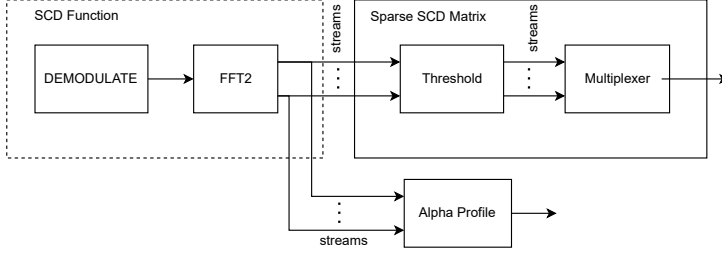 SCD Function
streams
Sparse SCD Matrix
streams
DEMODULATE
FFT2
Threshold
Multiplexer
Alpha Profile
streams